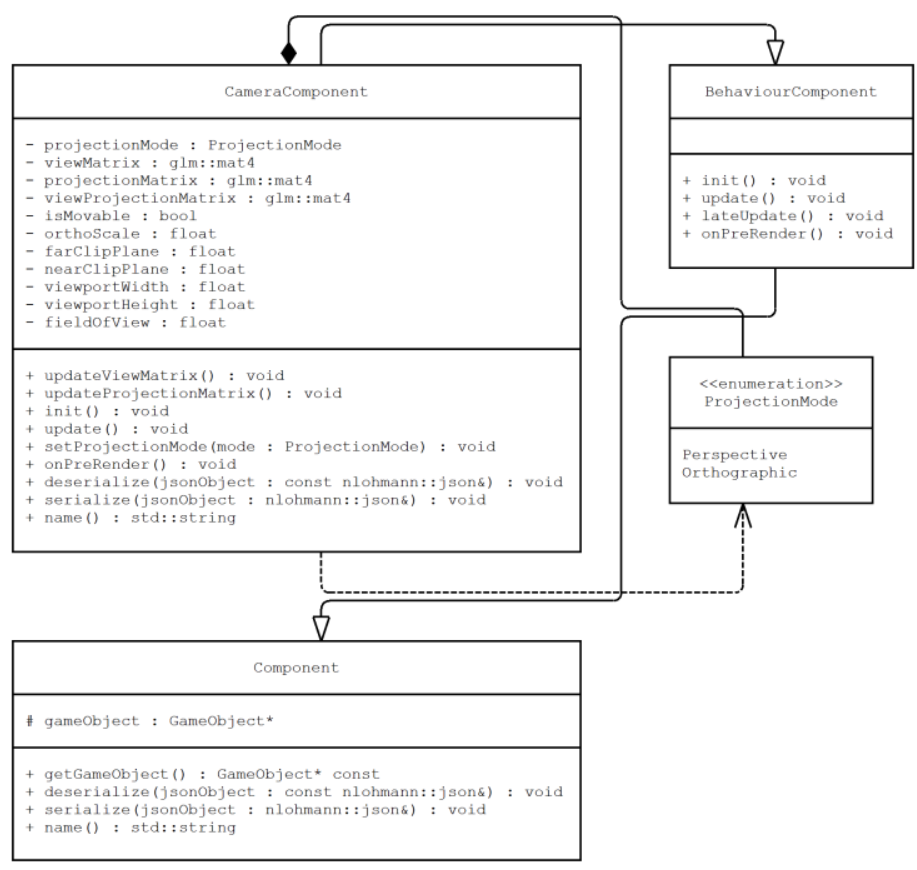 CameraComponent
- projectionMode : ProjectionMode
- viewMatrix : glm::mat4
- projectionMatrix : glm::mat4
- viewProjectionMatrix : glm::mat4
- isMovable : bool
- orthoScale : float
- farClipPlane : float
- nearClipPlane : float
- viewportWidth : float
- viewportHeight : float
- fieldOfView : float
+ updateViewMatrix() : void
+ updateProjectionMatrix() : void
+ init() : void
+ update() : void
+ setProjectionMode(mode : ProjectionMode) : void
+ onPreRender() : void
+ deserialize(jsonObject : const nlohmann::json&) : void
+ serialize(jsonObject : nlohmann::json&) : void
+ name() : std::string
BehaviourComponent
+ init() : void
+ update() : void
+ lateUpdate() : void
+ onPreRender() : void
<<enumeration>>
ProjectionMode
Perspective
Orthographic
Component
# gameObject : GameObject*
+ getGameObject() : GameObject* const
+ deserialize(jsonObject : const nlohmann::json&) : void
+ serialize(jsonObject : nlohmann::json&) : void
+ name() : std::string